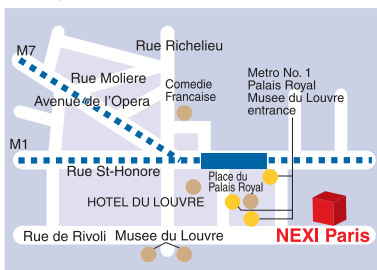 M7
Rue Richelieu
Rue Moliere
Avenue de l'Opera
Comedie
Francaise
Metro No. 1
Palais Royal
Musee du Louvre
entrance
M1
Rue St-Honore
Place du
Palais Royal
HOTEL DU LOUVRE
NEXI Paris
Rue de Rivoli
Musee du Louvre